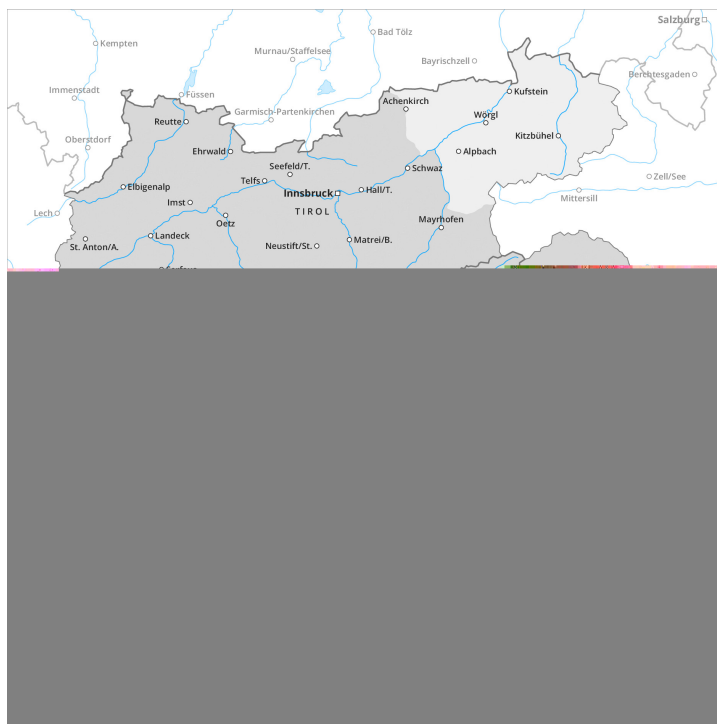 Salzburg
Bad Tölz
Kempten
Murnau/Staffelsee
Bayrischzell
Berchtesgaden
Immenstadt
Füssen
Kufstein
Achenkirch
Garmisch-Partenkirchen
Wörgl
Reutte
Kitzbühel
Oberstdorf
Ehrwald
Alpbach
Seefeld/T.
Schwaz
Zell/See
Telfs
Elbigenalp
Innsbruck
Hall/T.
Mittersill
Imst
TIROL
Lech
Mayrhofen
Oetz
Landeck
Matrei/B.
St. Anton/A.
Neustift/St.